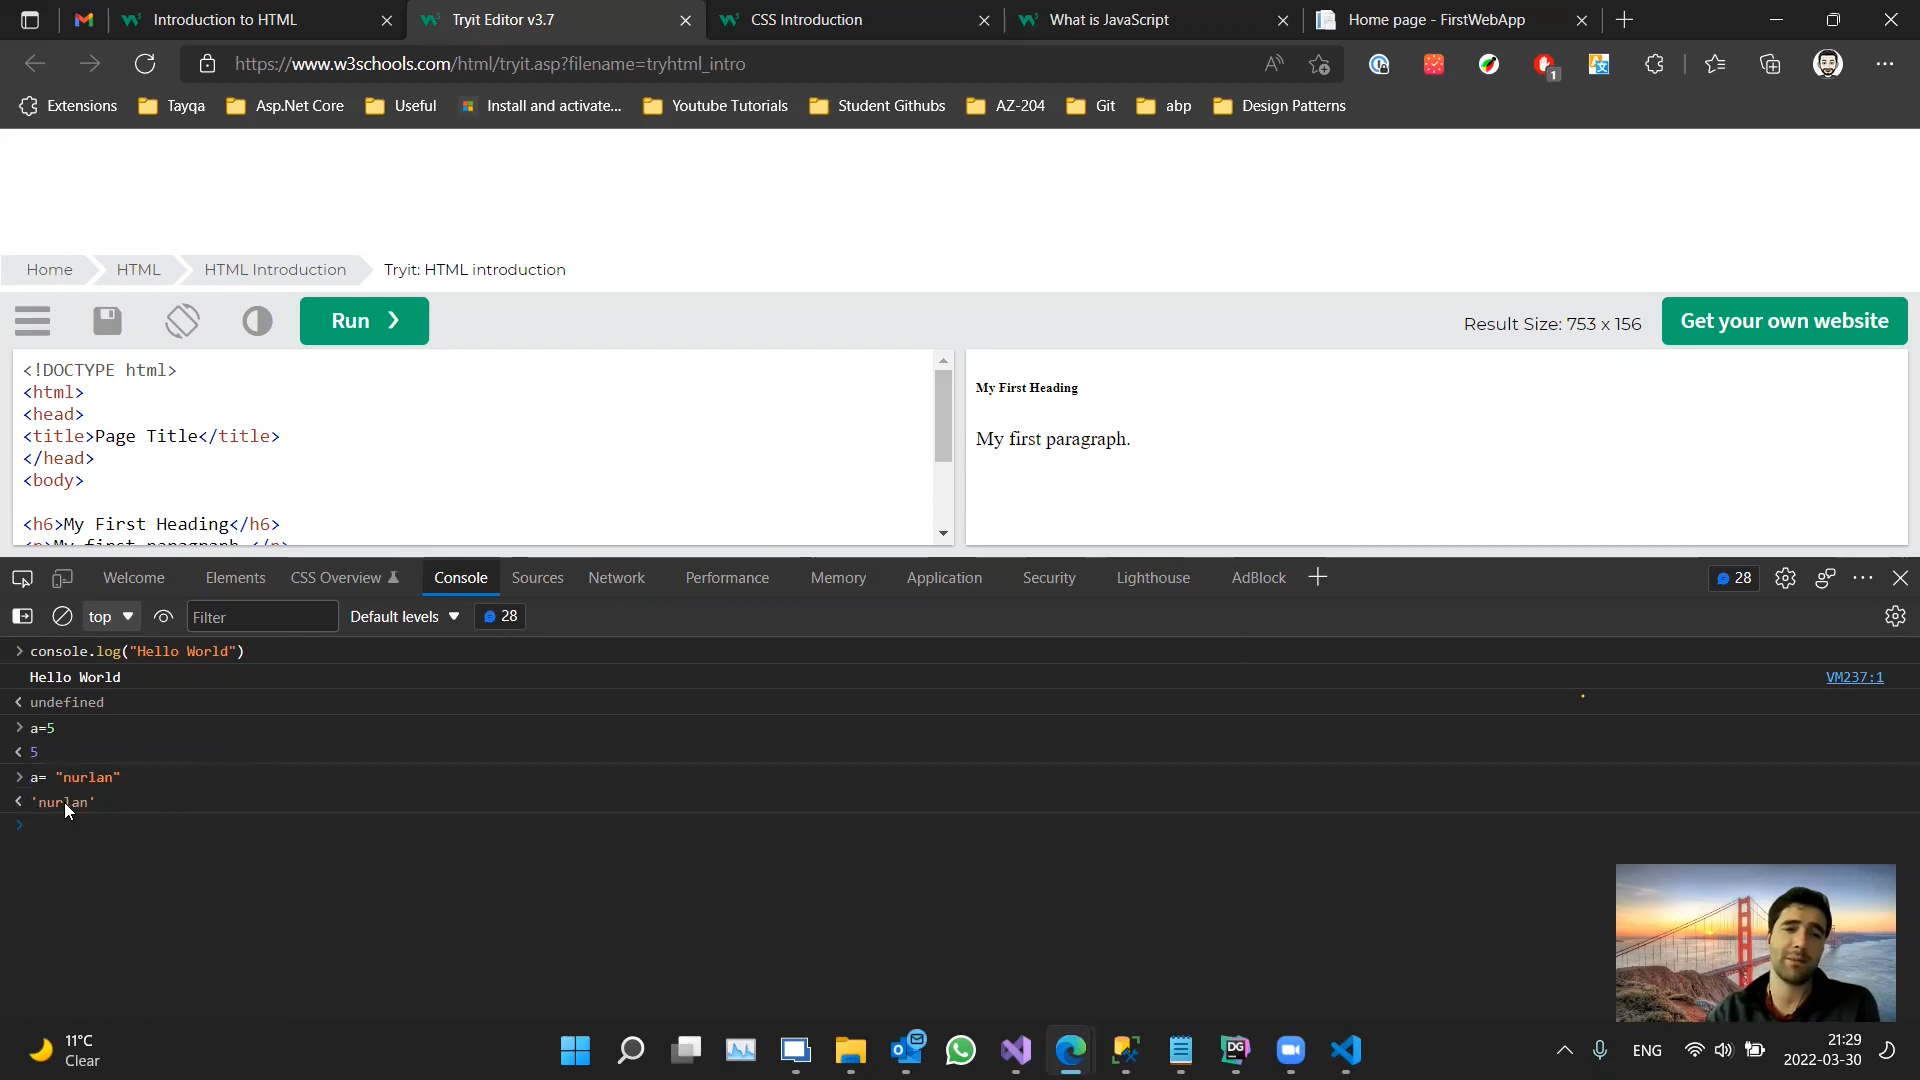 Introduction to HTML
Tryit Editor v3.7
CSS Introduction
What is JavaScript
Home page - FirstWebApp
https://www.w3schools.com/html/tryit.asp?filename=tryhtml_intro
1
Extensions
Tayqa
Asp.Net Core
Useful
Install and activate...
Youtube Tutorials
Student Githubs
AZ-204
Git
abp
Design Patterns
Home
HTML
HTML Introduction
Tryit: HTML introduction
Run ❯
Result Size: 753 x 156
Get your own website
<!DOCTYPE html>
<html>
<head>
<title>Page Title</title>
</head>
<body>
<h6>My First Heading</h6>
<p>My first paragraph.</p>
My First Heading
My first paragraph.
Welcome
Elements
CSS Overview
Console
Sources
Network
Performance
Memory
Application
Security
Lighthouse
AdBlock
28
top
Filter
Default levels
28
> console.log("Hello World")
Hello World
VM237:1
< undefined
> a=5
< 5
> a= "nurlan"
< 'nurlan'
>
11°C
Clear
DG
ENG
21:29
2022-03-30